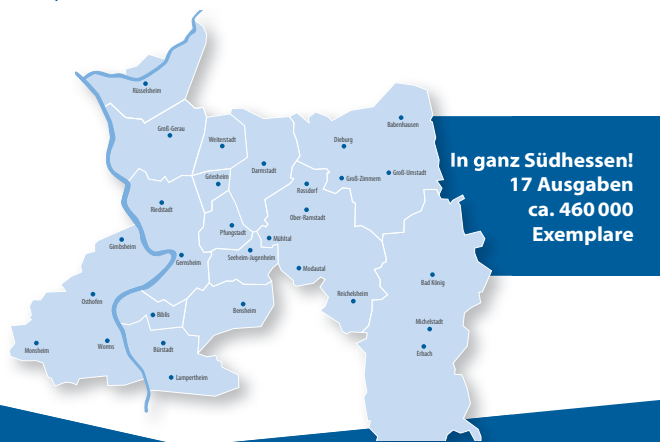 Rüsselsheim
Groß-Gerau
Weiterstadt
Griesheim
Darmstadt
Dieburg
Babenhausen
Groß-Zimmern
Groß-Umstadt
Rossdorf
Riedstadt
Ober-Ramstadt
Pfungstadt
Mühltal
Gimbsheim
Gernsheim
Seeheim-Jugenheim
Modautal
Bad König
Reichelsheim
Osthofen
Biblis
Bensheim
Michelstadt
Monsheim
Worms
Bürstadt
Erbach
Lampertheim
In ganz Südhessen!
17 Ausgaben
ca. 460 000
Exemplare